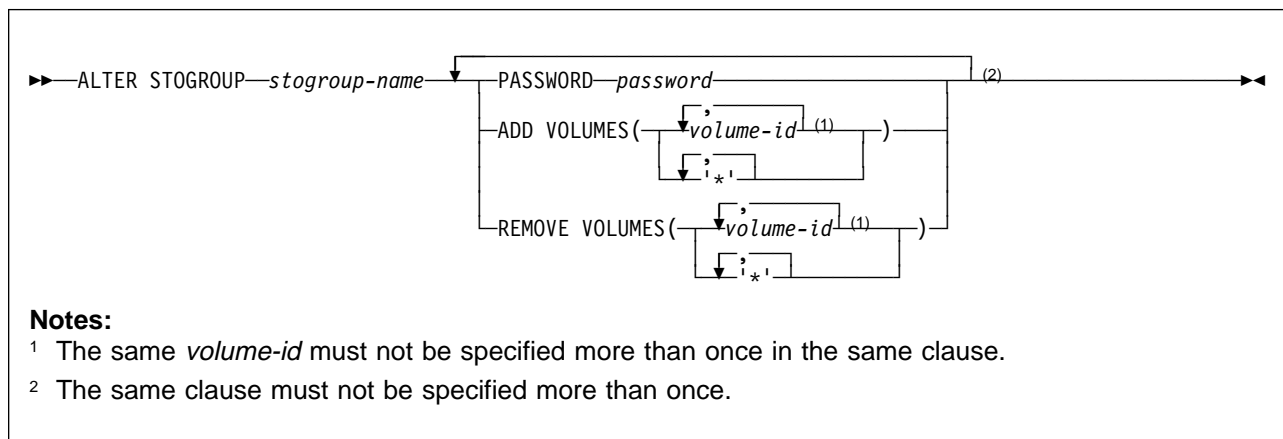 ,
ALTER STOGROUP stogroup-name PASSWORD password (2)
,
ADD VOLUMES( volume-id (1) )
,
'*'
,
REMOVE VOLUMES( volume-id (1) )
,
'*'
Notes:
1 The same volume-id must not be specified more than once in the same clause.
2 The same clause must not be specified more than once.